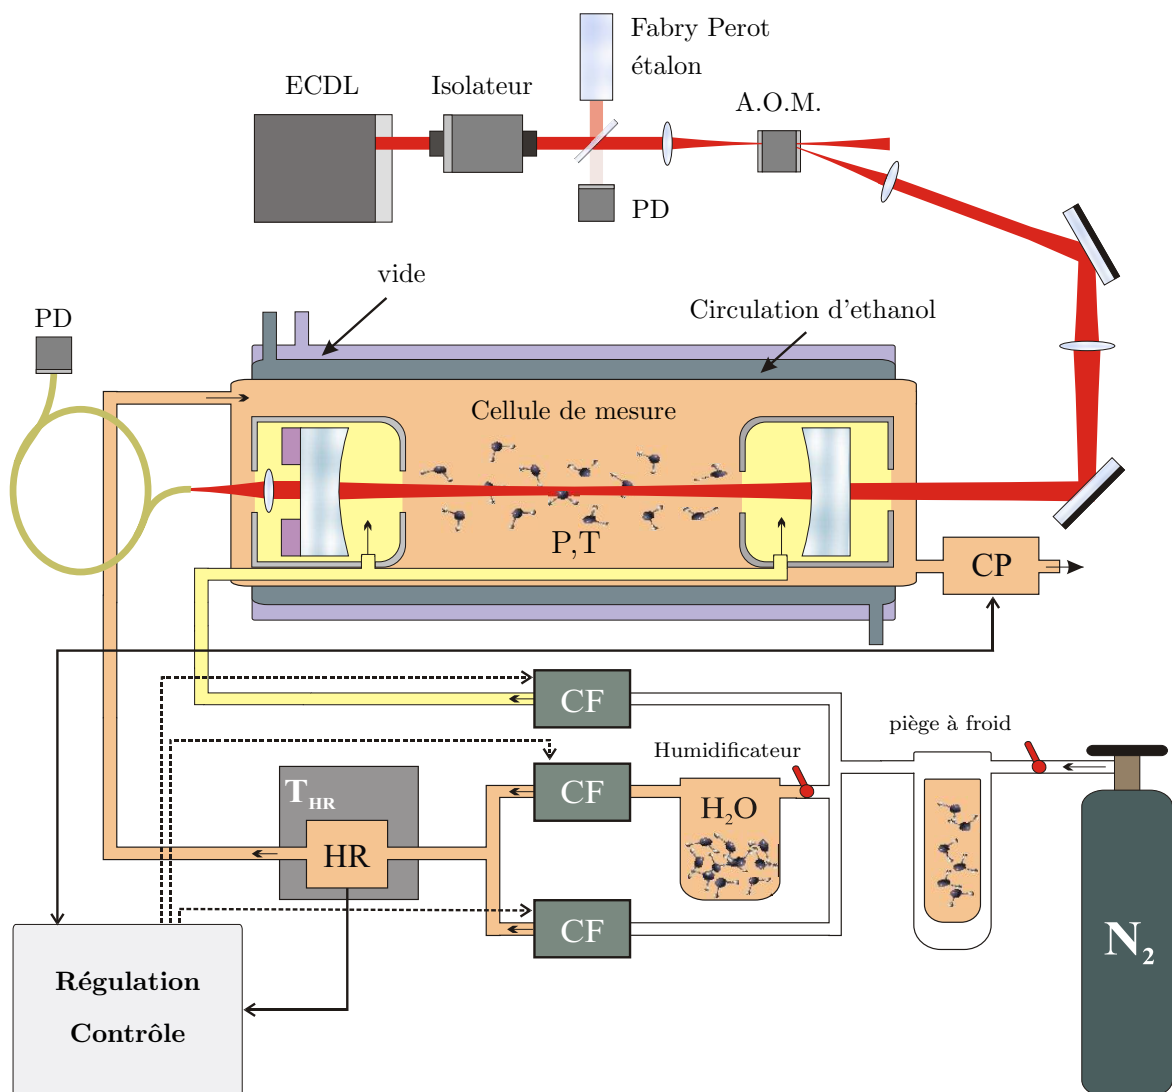 Fabry Perot
étalon
ECDL
Isolateur
A.O.M.
PD
vide
Circulation d'ethanol
PD
Cellule de mesure
P,T
CP
CF
piège à froid
Humidificateur
T_HR
CF
H₂O
HR
CF
N₂
Régulation
Contrôle